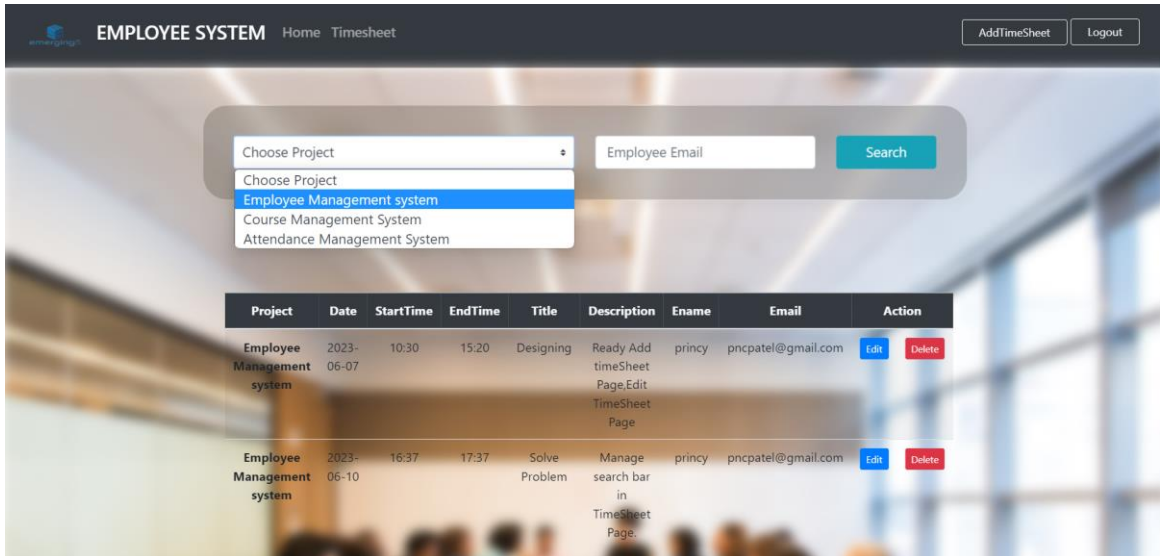 EMPLOYEE SYSTEM Home Timesheet AddTimeSheet Logout
Choose Project Employee Email Search
Choose Project
Employee Management system
Course Management System
Attendance Management System
Project Date StartTime EndTime Title Description Ename Email Action
Employee 2023- 10:30 15:20 Designing Ready Add princy pncpatel@gmail.com Edit Delete
Management 06-07 timeSheet
system Page,Edit
TimeSheet
Page
Employee 2023- 16:37 17:37 Solve Manage princy pncpatel@gmail.com Edit Delete
Management 06-10 Problem search bar
system in
TimeSheet
Page.